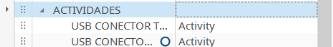 ACTIVIDADES
USB CONECTOR T... Activity
USB CONECTO... Activity